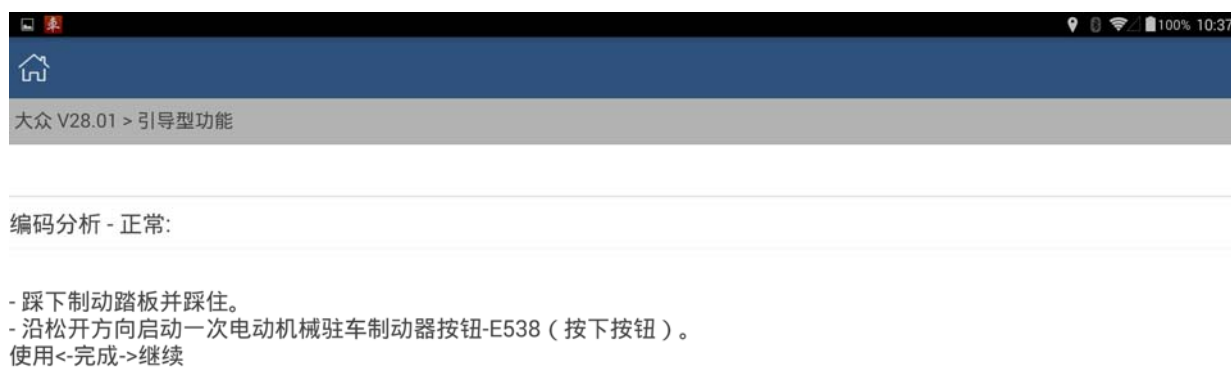 車
100% 10:37
大众 V28.01 > 引导型功能
编码分析 - 正常:
- 踩下制动踏板并踩住。
- 沿松开方向启动一次电动机械驻车制动器按钮-E538（按下按钮）。
使用<-完成->继续